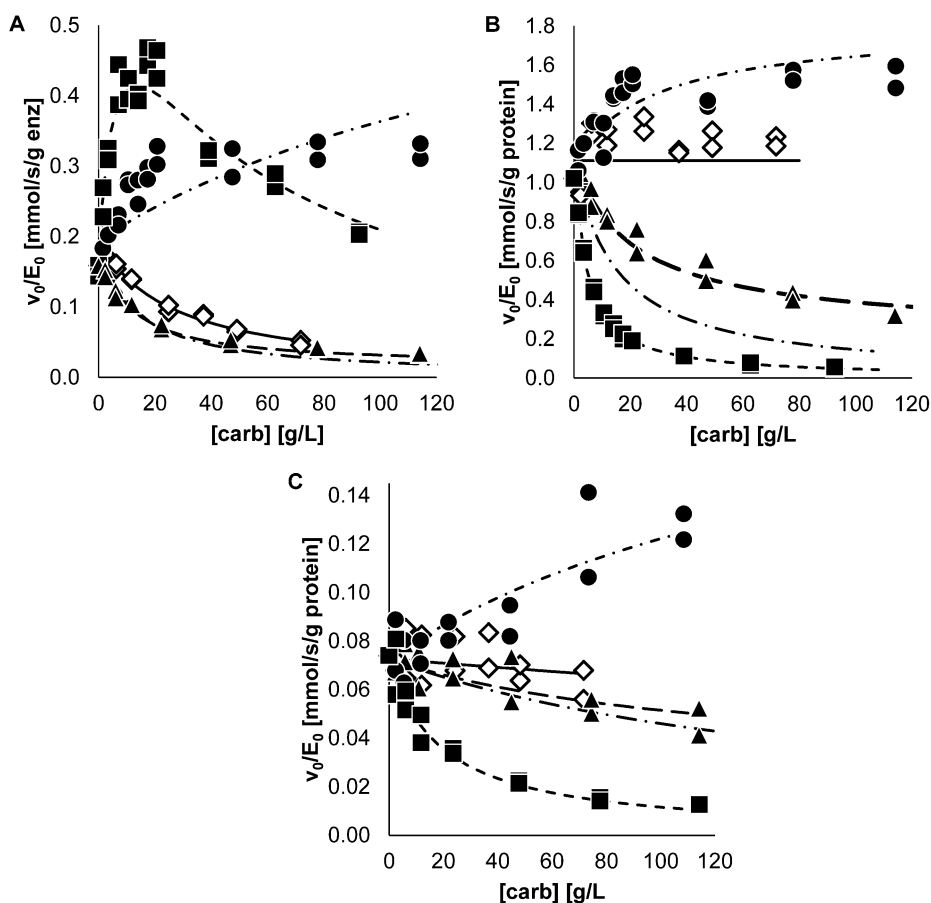 A
0.5
0.4
0.3
0.2
0.1
0.0
v0/E0 [mmol/s/g enz]
0 20 40 60 80 100 120
[carb] [g/L]
B
1.8
1.6
1.4
1.2
1.0
0.8
0.6
0.4
0.2
0.0
v0/E0 [mmol/s/g protein]
0 20 40 60 80 100 120
[carb] [g/L
C
0.14
0.12
0.10
0.08
0.06
0.04
0.02
0.00
v0/E0 [mmol/s/g protein]
0 20 40 60 80 100 120
[carb] [g/L